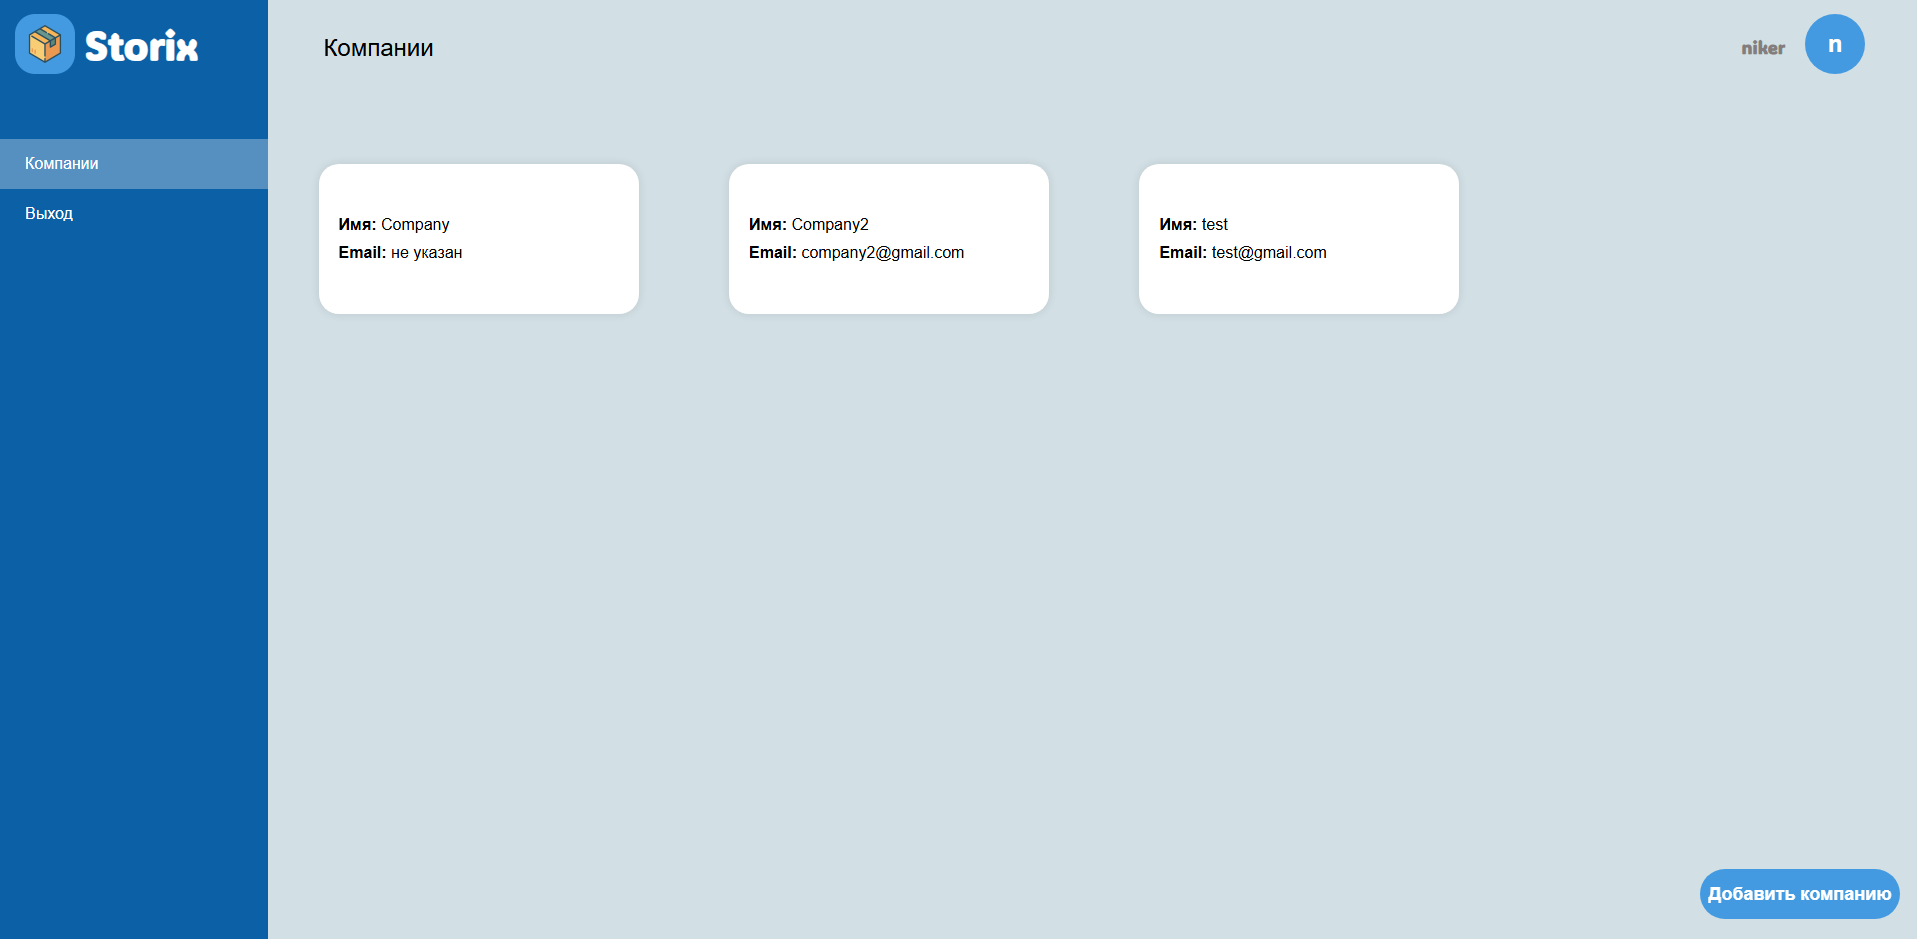 Storix
Компании
niker
n
Компании
Выход
Имя: Company
Email: не указан
Имя: Company2
Email: company2@gmail.com
Имя: test
Email: test@gmail.com
Добавить компанию